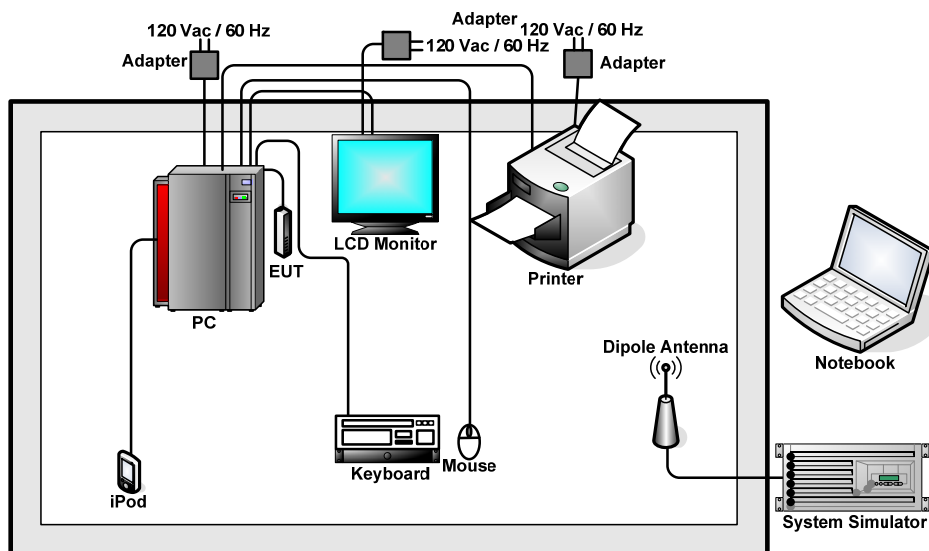 Adapter
120 Vac / 60 Hz
120 Vac / 60 Hz
120 Vac / 60 Hz
Adapter
Adapter
LCD Monitor
EUT
Printer
PC
Dipole Antenna
Notebook
Keyboard
Mouse
iPod
System Simulator